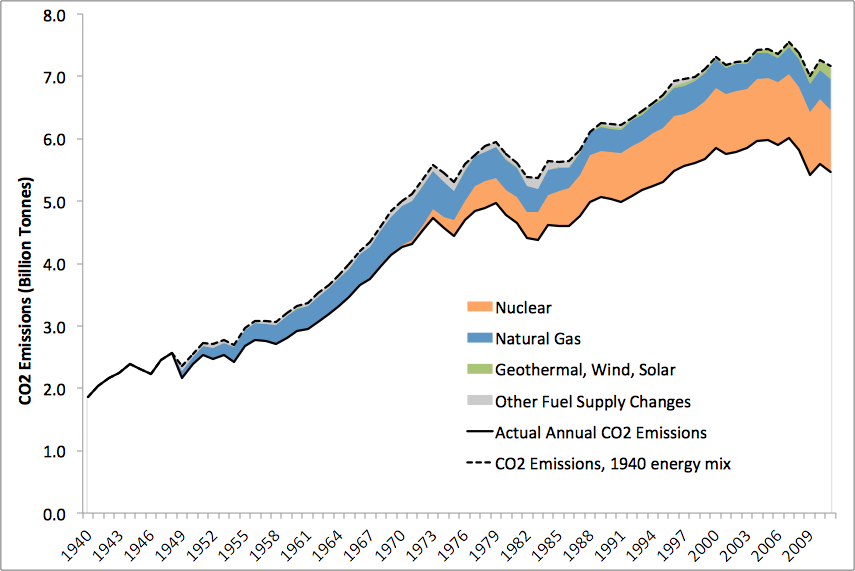 8.0
7.0
6.0
5.0
4.0
3.0
2.0
1.0
0.0
CO2 Emissions (Billion Tonnes)
Nuclear
Natural Gas
Geothermal, Wind, Solar
Other Fuel Supply Changes
Actual Annual CO2 Emissions
CO2 Emissions, 1940 energy mix
1940 1943 1946 1949 1952 1955 1958 1961 1964 1967 1970 1973 1976 1979 1982 1985 1988 1991 1994 1997 2000 2003 2006 2009